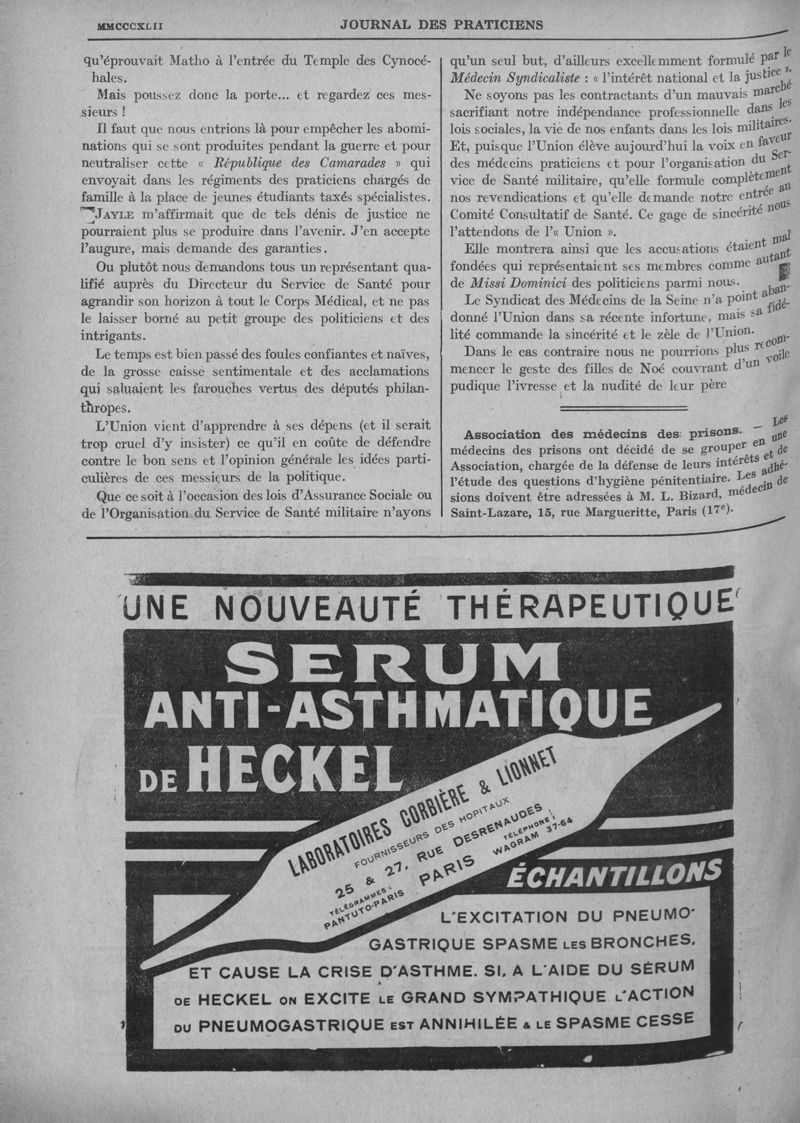 MMCCCXLII
JOURNAL DES PRATICIENS
qu'éprouvait Matho à l'entrée du Temple des Cynocé-
phales.
Mais poussez donc la porte... et regardez ces mes-
sieurs !
Il faut que nous entrions là pour empêcher les abomi-
nations qui se sont produites pendant la guerre et pour
neutraliser cette « République des Camarades » qui
envoyait dans les régiments des praticiens chargés de
famille à la place de jeunes étudiants taxés spécialistes.
JAYLE m'affirmait que de tels dénis de justice ne
pourraient plus se produire dans l'avenir. J'en accepte
l'augure, mais demande des garanties.
Ou plutôt nous demandons tous un représentant qua-
lifié auprès du Directeur du Service de Santé pour
agrandir son horizon à tout le Corps Médical, et ne pas
le laisser borné au petit groupe des politiciens et des
intrigants.
Le temps est bien passé des foules confiantes et naïves,
de la grosse caisse sentimentale et des acclamations
qui saluaient les farouches vertus des députés philan-
thropes.
L'Union vient d'apprendre à ses dépens (et il serait
trop cruel d'y insister) ce qu'il en coûte de défendre
contre le bon sens et l'opinion générale les idées parti-
culières de ces messieurs de la politique.
Que ce soit à l'occasion des lois d'Assurance Sociale ou
de l'Organisation du Service de Santé militaire n'ayons
qu'un seul but, d'ailleurs excellemment formulé par le
Médecin Syndicaliste : « l'intérêt national et la justice ».
Ne soyons pas les contractants d'un mauvais marché
sacrifiant notre indépendance professionnelle dans les
lois sociales, la vie de nos enfants dans les lois militaires.
Et, puisque l'Union élève aujourd'hui la voix en faveur
des médecins praticiens et pour l'organisation du Ser-
vice de Santé militaire, qu'elle formule complètement
nos revendications et qu'elle demande notre entrée au
Comité Consultatif de Santé. Ce gage de sincérité nous
l'attendons de l'« Union ».
Elle montrera ainsi que les accusations étaient mal
fondées qui représentaient ses membres comme autant
de Missi Dominici des politiciens parmi nous.
Le Syndicat des Médecins de la Seine n'a point aban-
donné l'Union dans sa récente infortune, mais sa fidé-
lité commande la sincérité et le zèle de l'Union.
Dans le cas contraire nous ne pourrions plus recom-
mencer le geste des filles de Noé couvrant d'un voile
pudique l'ivresse et la nudité de leur père
Association des médecins des prisons. — Les
médecins des prisons ont décidé de se grouper en une
Association, chargée de la défense de leurs intérêts et de
l'étude des questions d'hygiène pénitentiaire. Les adhé-
sions doivent être adressées à M. L. Bizard, médecin de
Saint-Lazare, 15, rue Margueritte, Paris (17e).
UNE NOUVEAUTÉ THÉRAPEUTIQUE
SERUM
ANTI-ASTHMATIQUE
DE HECKEL
LABORATOIRES CORBIÈRE & LIONNET
FOURNISSEURS DES HOPITAUX
25 & 27, RUE DESRENAUDES
TÉLÉGRAMMES :
PANTUTO-PARIS
PARIS
TÉLÉPHONE :
WAGRAM 37-64
ÉCHANTILLONS
L'EXCITATION DU PNEUMO-
GASTRIQUE SPASME LES BRONCHES,
ET CAUSE LA CRISE D'ASTHME. SI, A L'AIDE DU SÉRUM
DE HECKEL ON EXCITE LE GRAND SYMPATHIQUE L'ACTION
DU PNEUMOGASTRIQUE EST ANNIHILÉE & LE SPASME CESSE